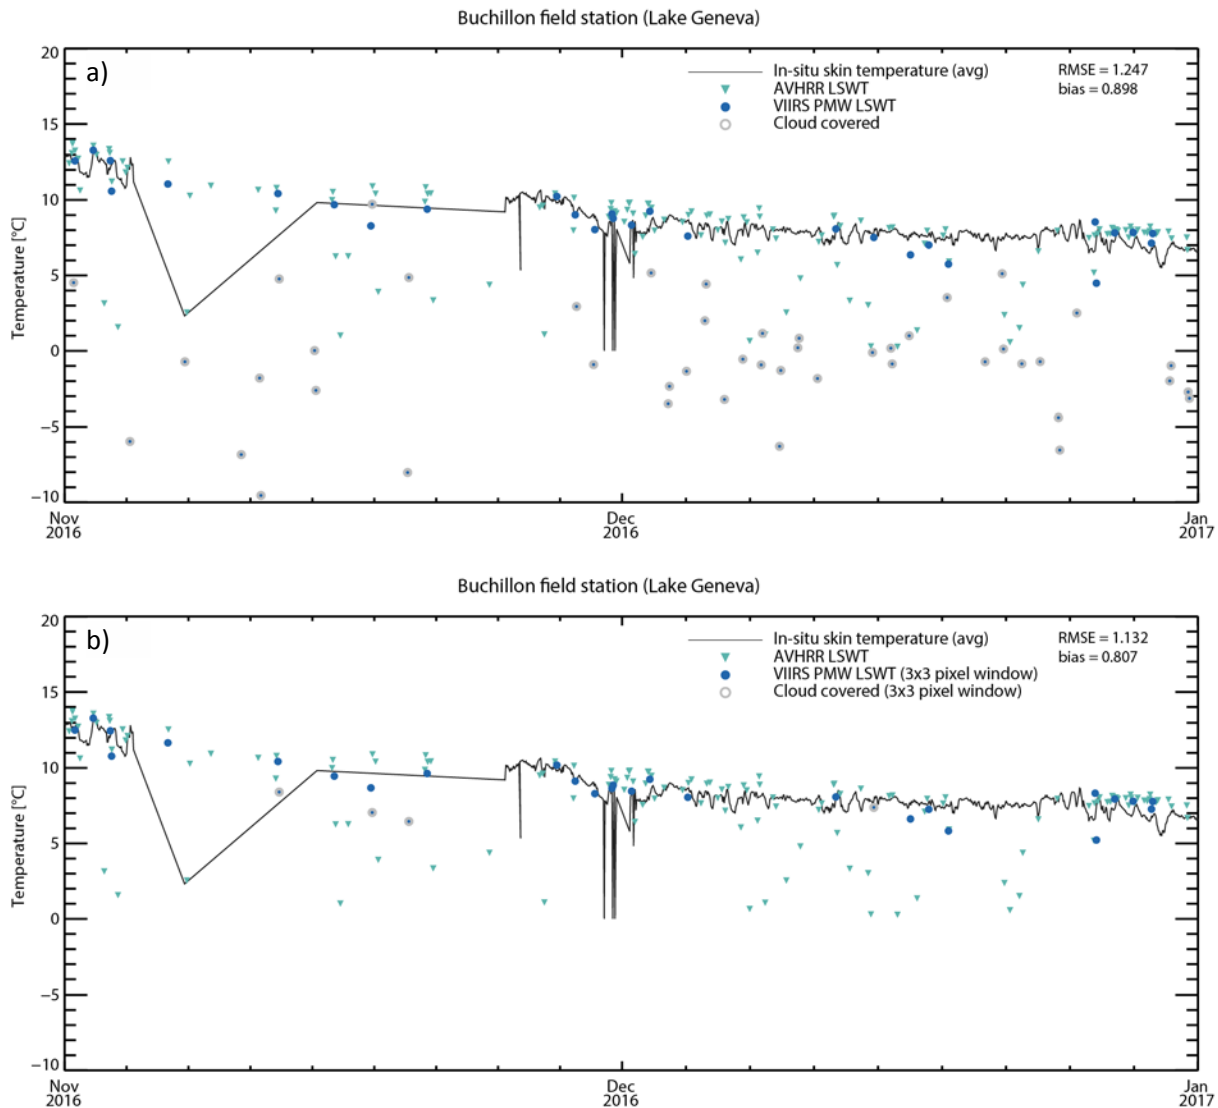 Buchillon field station (Lake Geneva)
a)
In-situ skin temperature (avg)
AVHRR LSWT
VIIRS PMW LSWT
Cloud covered
RMSE = 1.247
bias = 0.898
20
15
10
5
0
−5
−10
Temperature [°C]
Nov
2016
Dec
2016
Jan
2017
Buchillon field station (Lake Geneva)
b)
In-situ skin temperature (avg)
AVHRR LSWT
VIIRS PMW LSWT (3x3 pixel window)
Cloud covered (3x3 pixel window)
RMSE = 1.132
bias = 0.807
20
15
10
5
0
−5
−10
Temperature [°C]
Nov
2016
Dec
2016
Jan
2017